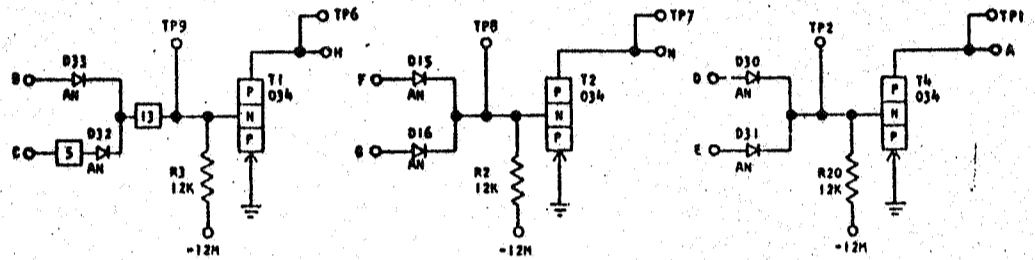 TP9
TP6
H
D33
B
AN
T1
034
P
N
P
13
C
5
D32
AN
R3
12K
-12M
TP8
TP7
N
D15
F
AN
T2
034
P
N
P
D16
G
AN
R2
12K
-12M
TP2
TP1
A
D30
D
AN
T4
034
P
N
P
D31
E
AN
R20
12K
-12M